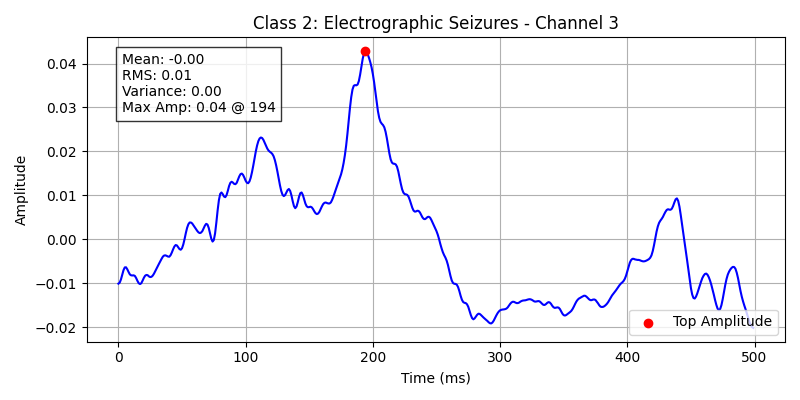 Class 2: Electrographic Seizures - Channel 3
Mean: -0.00
RMS: 0.01
Variance: 0.00
Max Amp: 0.04 @ 194
Amplitude
0.04
0.03
0.02
0.01
0.00
−0.01
−0.02
Top Amplitude
0 100 200 300 400 500
Time (ms)